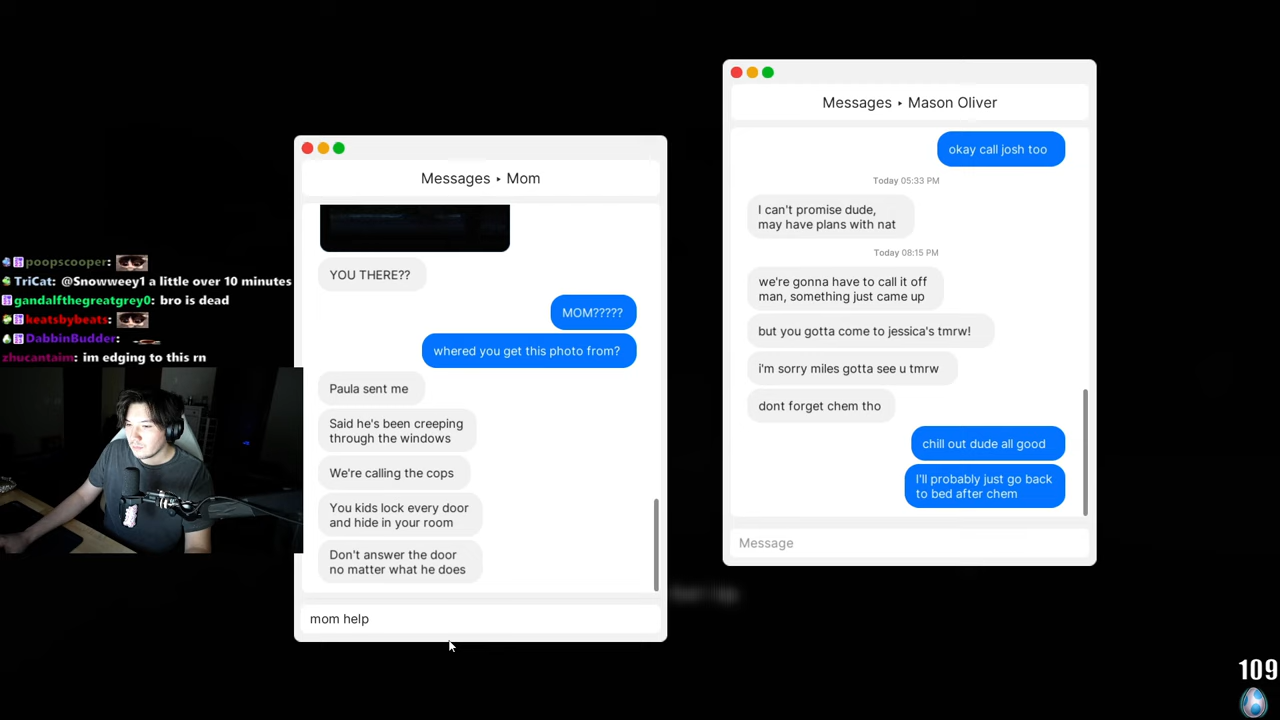 poopscooper:
TriCat: @Snowweey1 a little over 10 minutes
gandalfthegreatgrey0: bro is dead
keatsbybeats:
DabbinBudder:
zhucantaim: im edging to this rn
Messages ‣ Mom
YOU THERE??
MOM?????
whered you get this photo from?
Paula sent me
Said he's been creeping
through the windows
We're calling the cops
You kids lock every door
and hide in your room
Don't answer the door
no matter what he does
mom help
Messages ‣ Mason Oliver
okay call josh too
Today 05:33 PM
I can't promise dude,
may have plans with nat
Today 08:15 PM
we're gonna have to call it off
man, something just came up
but you gotta come to jessica's tmrw!
i'm sorry miles gotta see u tmrw
dont forget chem tho
chill out dude all good
I'll probably just go back
to bed after chem
Message
109